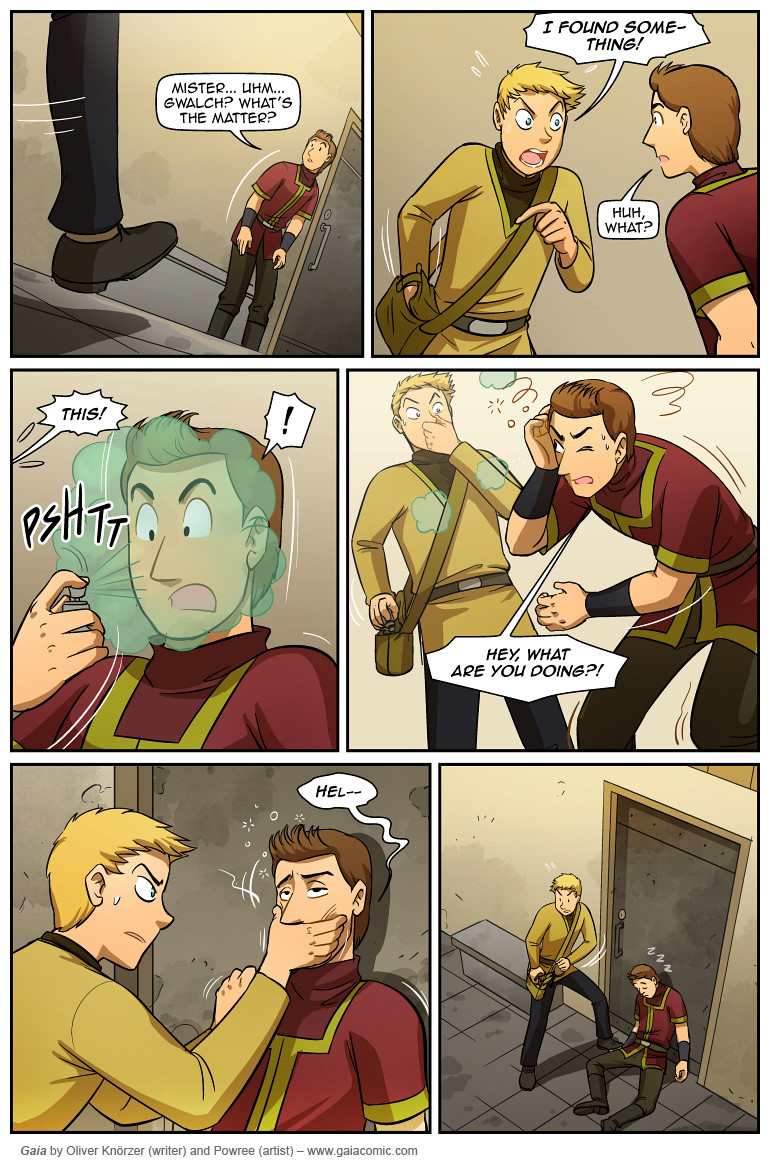 MISTER... UHM...
GWALCH? WHAT'S
THE MATTER?
I FOUND SOME-
THING!
HUH,
WHAT?
THIS!
!
PSHTT
HEY, WHAT
ARE YOU DOING?!
HEL--
Z Z Z
Gaia by Oliver Knörzer (writer) and Powree (artist) – www.gaiacomic.com